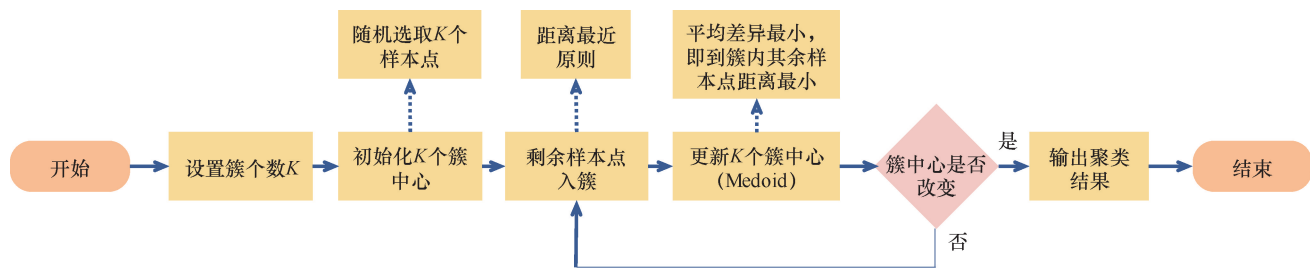 随机选取K个
样本点
距离最近
原则
平均差异最小，
即到簇内其余样
本点距离最小
开始
设置簇个数K
初始化K个簇
中心
剩余样本点
入簇
更新K个簇中心
（Medoid）
簇中心是否
改变
是
否
输出聚类
结果
结束